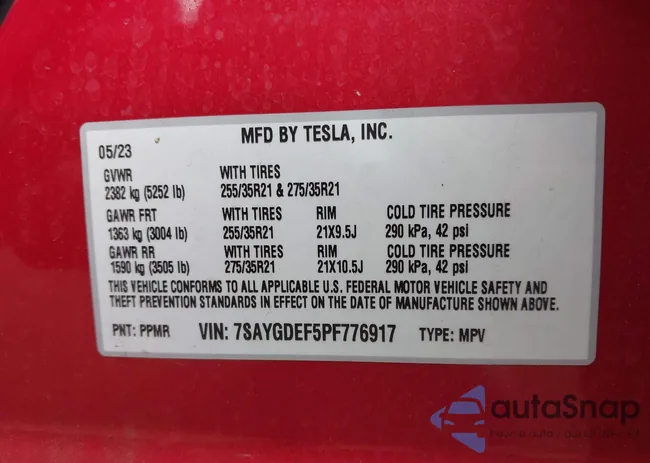 MFD BY TESLA, INC.
05/23
GVWR WITH TIRES
2382 kg (5252 lb) 255/35R21 & 275/35R21
GAWR FRT WITH TIRES RIM COLD TIRE PRESSURE
1363 kg (3004 lb) 255/35R21 21X9.5J 290 kPa, 42 psi
GAWR RR WITH TIRES RIM COLD TIRE PRESSURE
1590 kg (3505 lb) 275/35R21 21X10.5J 290 kPa, 42 psi
THIS VEHICLE CONFORMS TO ALL APPLICABLE U.S. FEDERAL MOTOR VEHICLE SAFETY AND
THEFT PREVENTION STANDARDS IN EFFECT ON THE DATE OF MANUFACTURE SHOWN ABOVE.
PNT: PPMR VIN: 7SAYGDEF5PF776917 TYPE: MPV
autaSnap